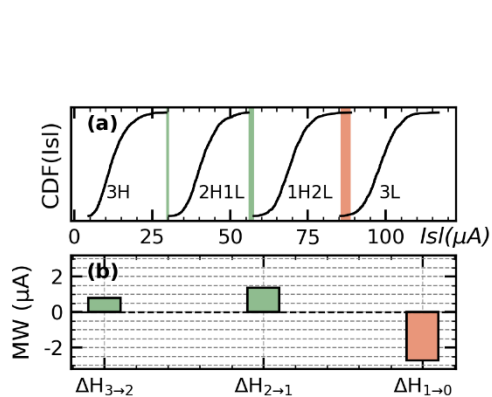 (a)
CDF(Isl)
3H
2H1L
1H2L
3L
0 25 50 75 100 Isl(μA)
(b)
MW (μA)
2
0
-2
ΔH3→2 ΔH2→1 ΔH1→0